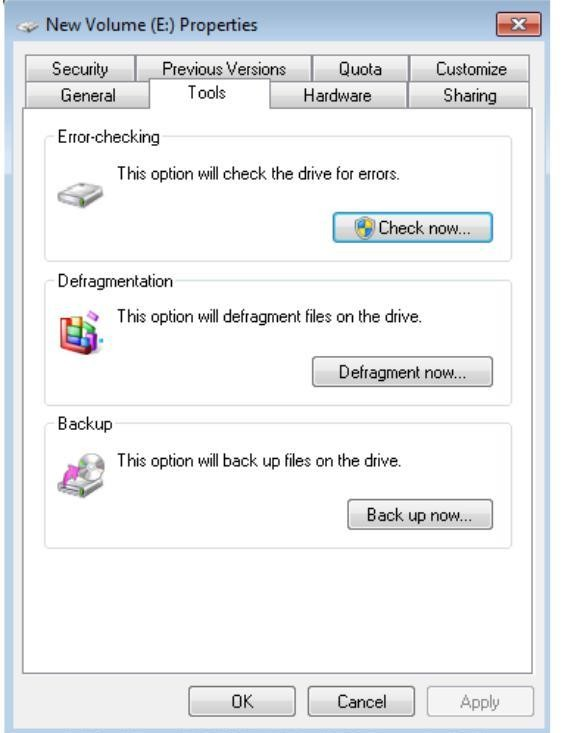 New Volume (E:) Properties
Security Previous Versions Quota Customize
General Tools Hardware Sharing
Error-checking
This option will check the drive for errors.
Check now...
Defragmentation
This option will defragment files on the drive.
Defragment now...
Backup
This option will back up files on the drive.
Back up now...
OK Cancel Apply